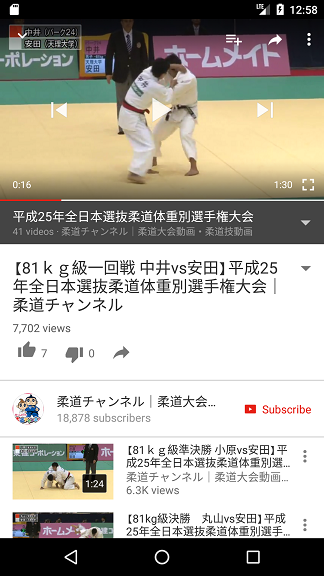 12:58
中井（パーク24）
安田（天理大学）
ーポレーション
中井
安田
ホームメイト
0:16
1:30
平成25年全日本選抜柔道体重別選手権大会
41 videos · 柔道チャンネル｜柔道大会動画・柔道技動画
【81ｋｇ級一回戦 中井vs安田】平成25
年全日本選抜柔道体重別選手権大会｜
柔道チャンネル
7,702 views
7
0
柔道チャンネル｜柔道大会…
18,878 subscribers
Subscribe
【81ｋｇ級準決勝 小原vs安田】平
成25年全日本選抜柔道体重別選…
柔道チャンネル｜柔道大会動画…
6.3K views
1:24
【81kg級決勝　丸山vs安田】平成
25年全日本選抜柔道体重別選手…